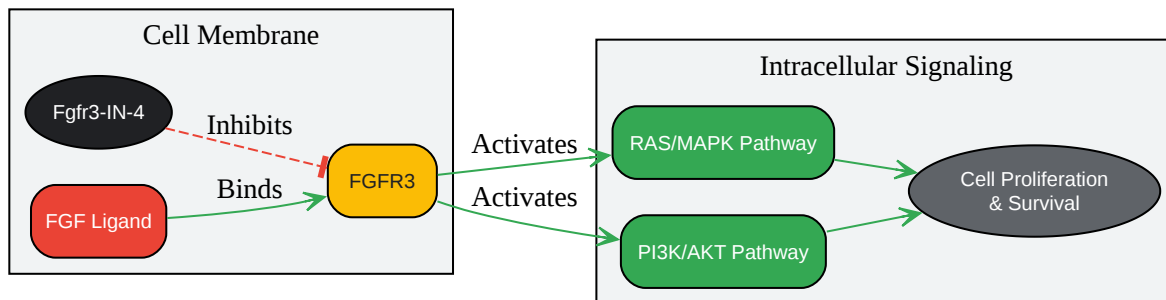 Cell Membrane
Fgfr3-IN-4
Inhibits
FGF Ligand
Binds
FGFR3
Activates
Activates
Intracellular Signaling
RAS/MAPK Pathway
PI3K/AKT Pathway
Cell Proliferation
& Survival